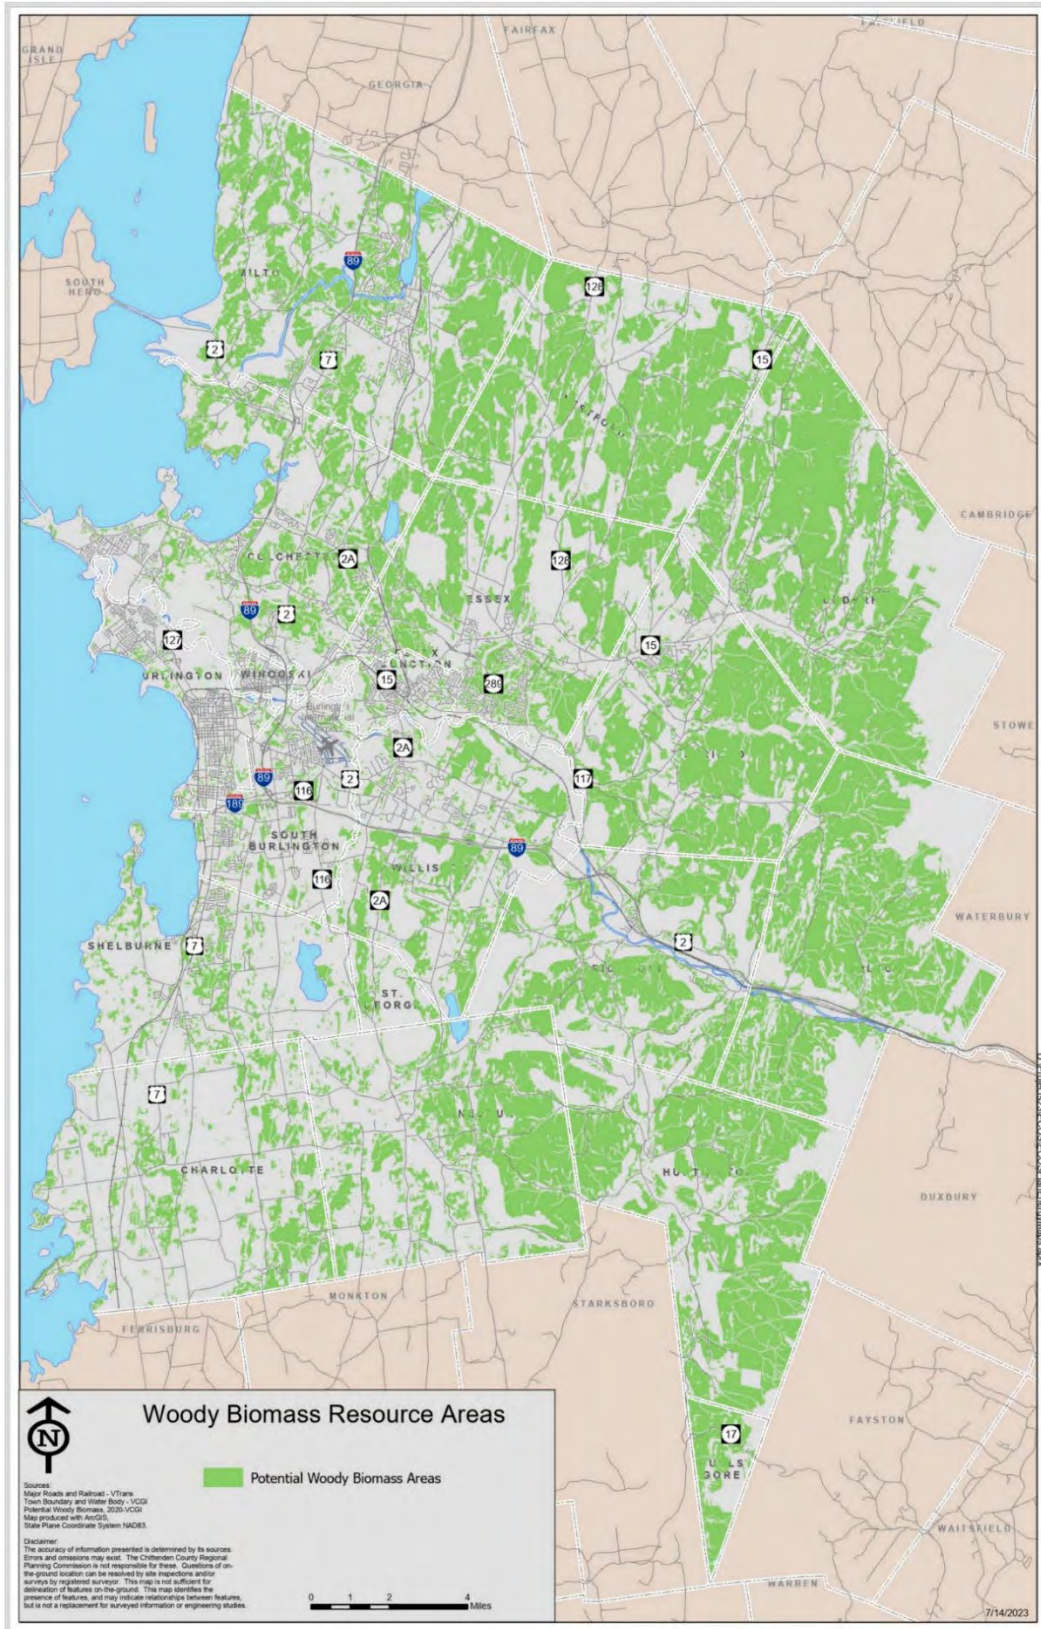 FAIRFIELD
FAIRFAX
GRAND
ISLE
GEORGIA
89
128
SOUTH
HERO
2
7
15
CAMBRIDGE
COLCHESTER
2A
128
ESSEX
89
2
127
15
WINOOSKI
15
289
STOWE
2A
89
2
117
116
189
SOUTH
BURLINGTON
89
WILLIS
116
2A
WATERBURY
SHELBURNE
7
2
ST.
7
CHARLOTTE
DUXBURY
MONKTON
STARKSBORO
FERRISBURG
17
FAYSTON
GORE
WAITSFIELD
WARREN
N
Woody Biomass Resource Areas
Potential Woody Biomass Areas
Sources:
Major Roads and Railroad - VTrans
Town Boundary and Water Body - VCGI
Potential Woody Biomass, 2020-VCGI
Map produced with ArcGIS,
State Plane Coordinate System NAD83.
Disclaimer:
The accuracy of information presented is determined by its sources.
Errors and omissions may exist. The Chittenden County Regional
Planning Commission is not responsible for these. Questions of on-
the-ground location can be resolved by site inspections and/or
surveys by registered surveyor. This map is not sufficient for
delineation of features on-the-ground. This map identifies the
presence of features, and may indicate relationships between features,
but is not a replacement for surveyed information or engineering studies.
0 1 2 4
Miles
7/14/2023